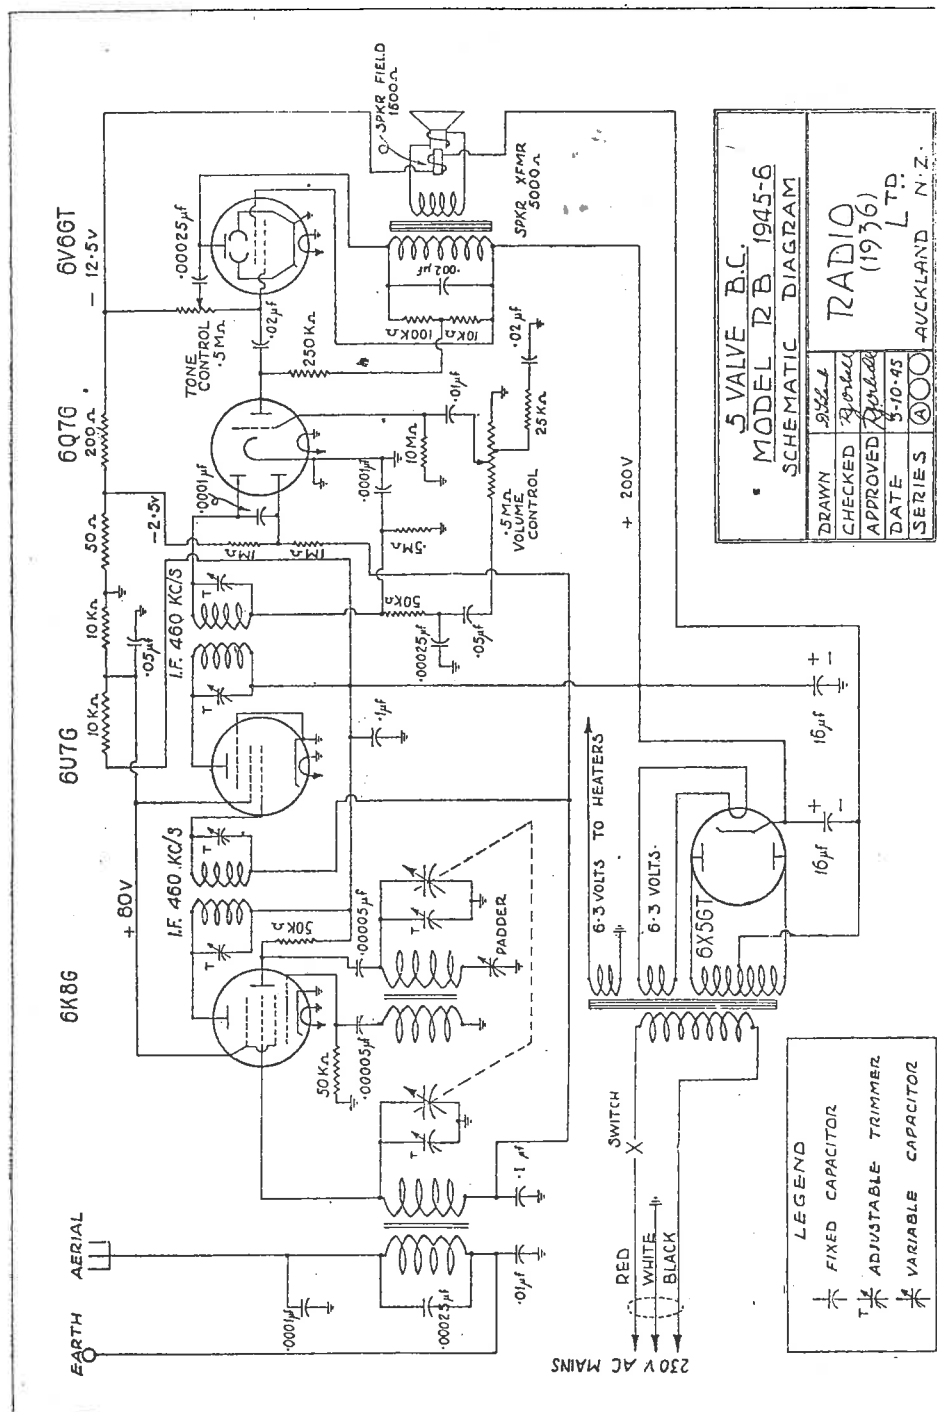 EARTH
AERIAL
6K8G
6U7G
6Q7G
6V6GT
+ 80V
10KΩ
10KΩ
50Ω
200Ω
- 12·5v
-2·5v
·05µf
I.F. 460 KC/S
I.F. 460 KC/S
T
T
T
T
·0001µf
1MΩ
1MΩ
TONE
CONTROL
·5MΩ
·00025µf
·02µf
250KΩ
SPKR FIELD
1500Ω
SPKR XFMR
5000Ω
·002µf
100KΩ
10KΩ
·0001µf
·00025µf
·01µf
50KΩ
·00005µf
T
·1µf
50KΩ
·00005µf
T
PADDER
·1µf
·5MΩ
50KΩ
·00025µf
·05µf
·0001µf
10MΩ
·01µf
·5MΩ
VOLUME
CONTROL
25KΩ
·02µf
+ 200V
230V AC MAINS
RED
WHITE
BLACK
SWITCH
6·3 VOLTS TO HEATERS
6·3 VOLTS.
6X5GT
16µf
+
-
16µf
+
-
LEGEND
FIXED CAPACITOR
T ADJUSTABLE TRIMMER
VARIABLE CAPACITOR
5 VALVE B.C.
MODEL RB 1945-6
SCHEMATIC DIAGRAM
DRAWN
CHECKED
APPROVED
DATE 5-10-45
SERIES A
RADIO
(1936)
LTD
AUCKLAND N.Z.